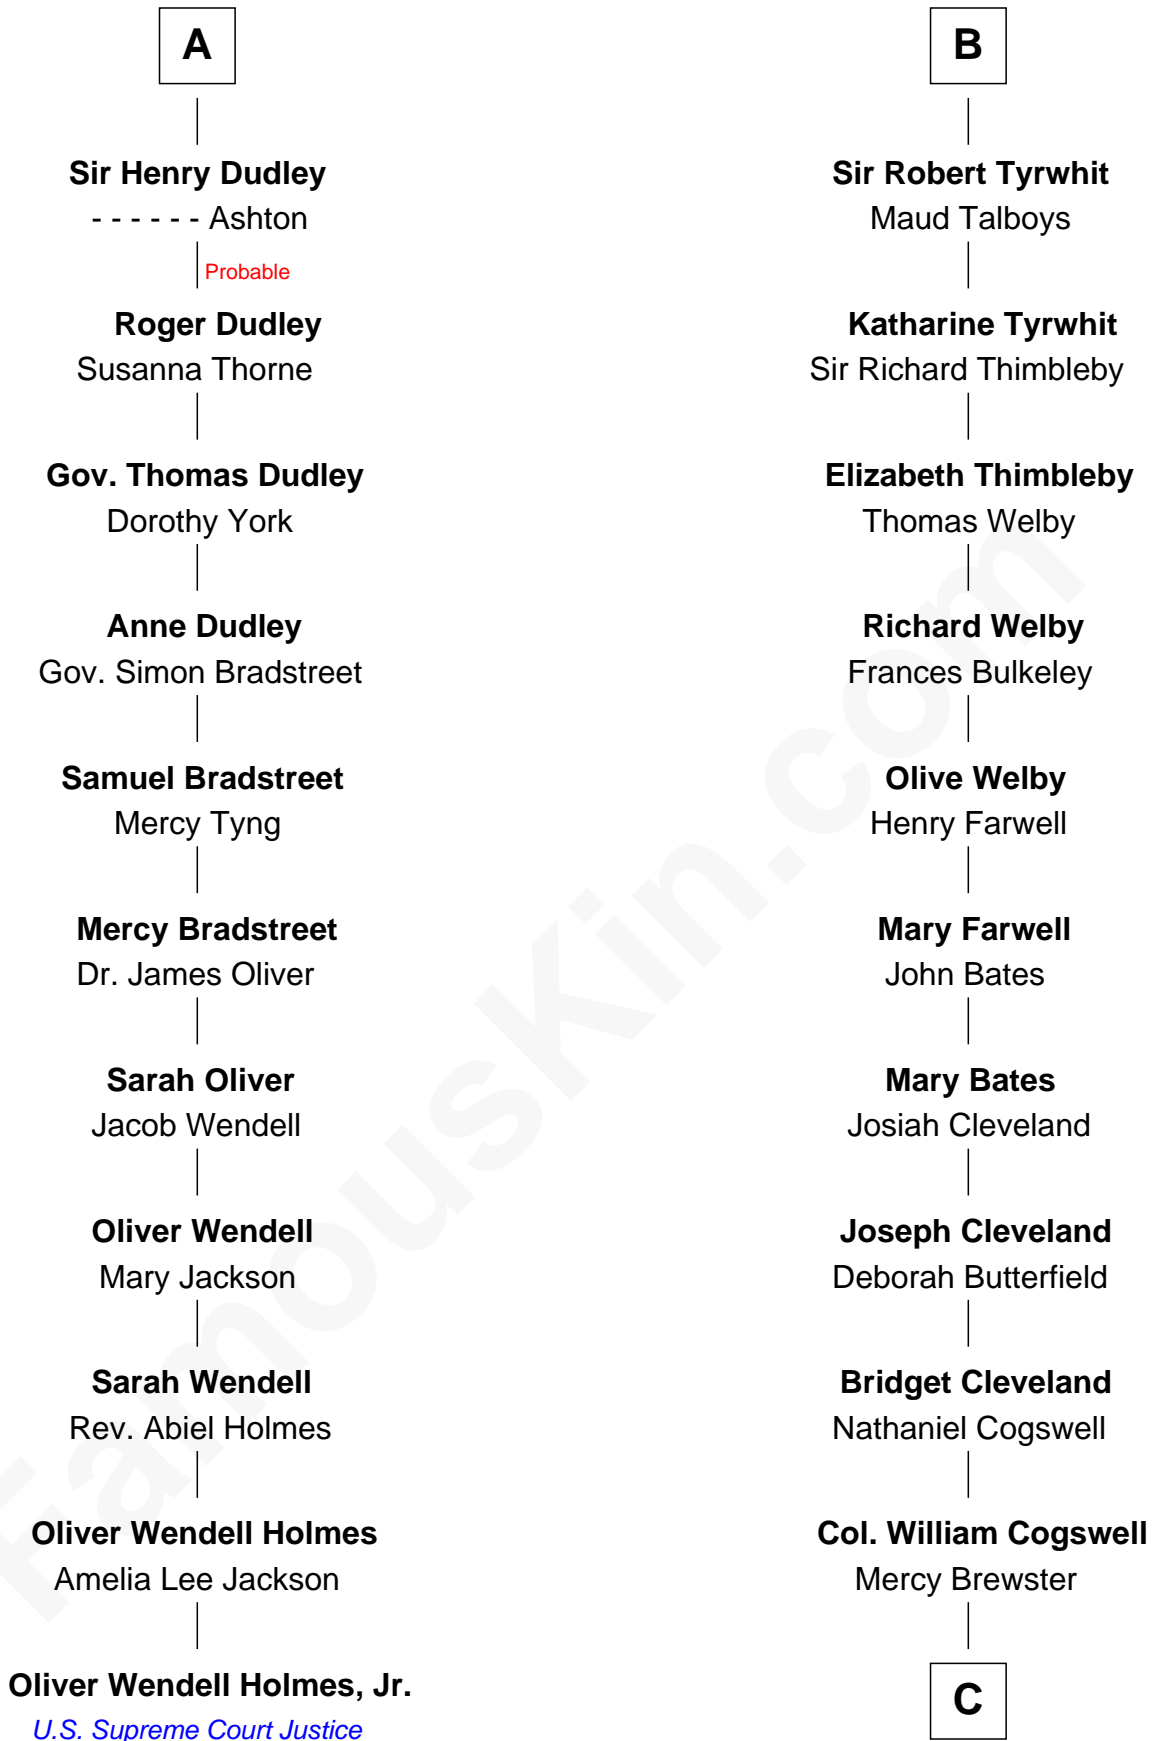 A
Sir Henry Dudley
- - - - - - Ashton
Probable
Roger Dudley
Susanna Thorne
Gov. Thomas Dudley
Dorothy York
Anne Dudley
Gov. Simon Bradstreet
Samuel Bradstreet
Mercy Tyng
Mercy Bradstreet
Dr. James Oliver
Sarah Oliver
Jacob Wendell
Oliver Wendell
Mary Jackson
Sarah Wendell
Rev. Abiel Holmes
Oliver Wendell Holmes
Amelia Lee Jackson
Oliver Wendell Holmes, Jr.
U.S. Supreme Court Justice
B
Sir Robert Tyrwhit
Maud Talboys
Katharine Tyrwhit
Sir Richard Thimbleby
Elizabeth Thimbleby
Thomas Welby
Richard Welby
Frances Bulkeley
Olive Welby
Henry Farwell
Mary Farwell
John Bates
Mary Bates
Josiah Cleveland
Joseph Cleveland
Deborah Butterfield
Bridget Cleveland
Nathaniel Cogswell
Col. William Cogswell
Mercy Brewster
C
FamousKin.com